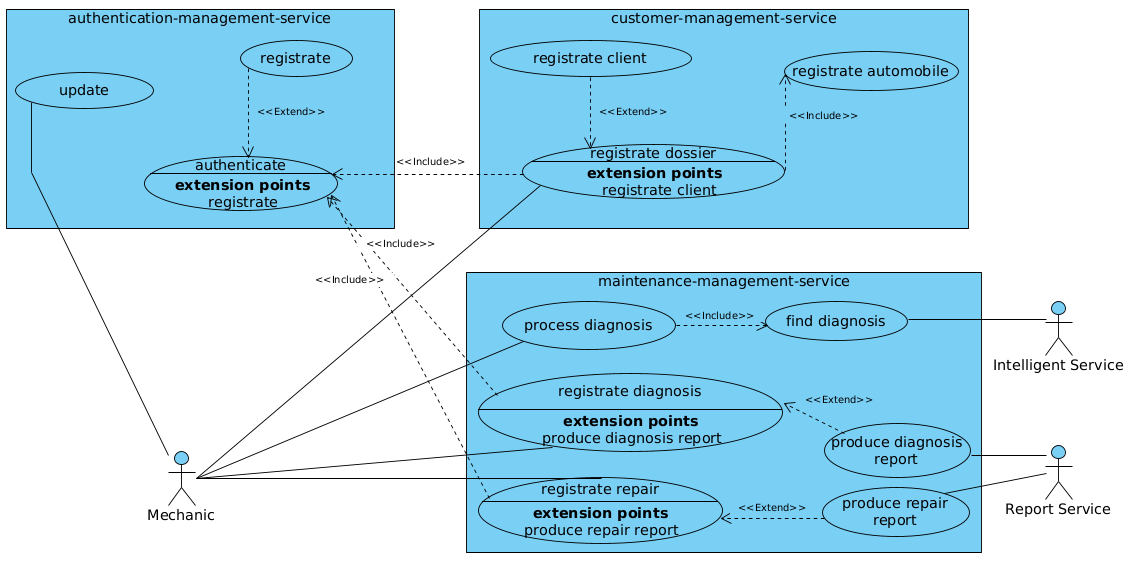 authentication-management-service
registrate
update
<<Extend>>
authenticate
extension points
registrate
customer-management-service
registrate client
registrate automobile
<<Extend>>
<<Include>>
registrate dossier
extension points
registrate client
<<Include>>
<<Include>>
<<Include>>
maintenance-management-service
process diagnosis
<<Include>>
find diagnosis
registrate diagnosis
extension points
produce diagnosis report
<<Extend>>
produce diagnosis
report
registrate repair
extension points
produce repair report
<<Extend>>
produce repair
report
Intelligent Service
Report Service
Mechanic